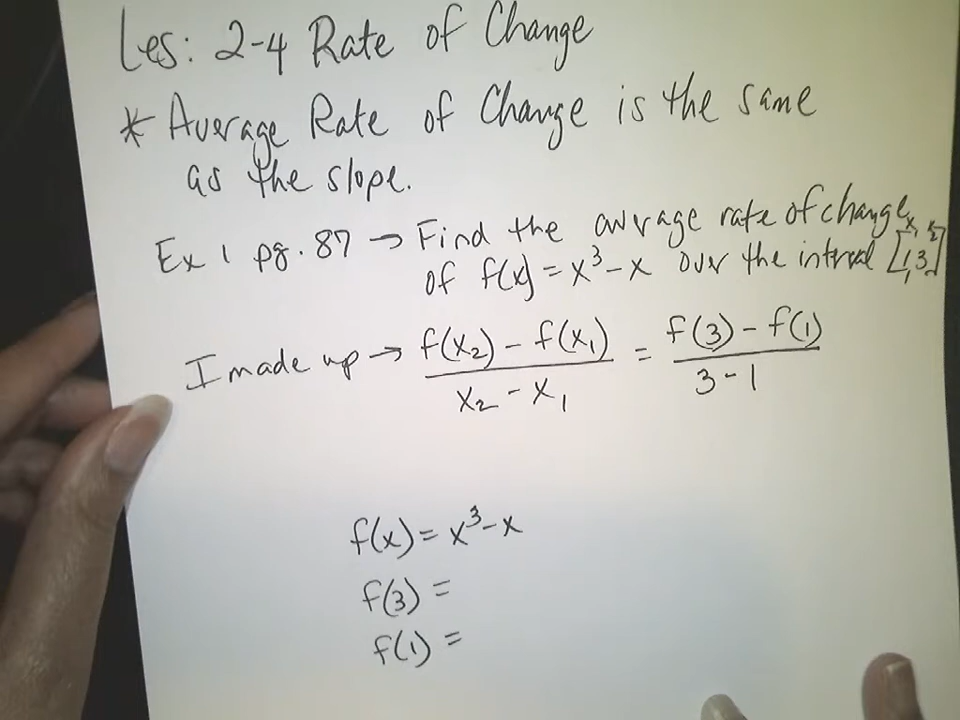 Les: 2-4 Rate of Change
* Average Rate of Change is the same
as the slope.
Ex 1 pg. 87 → Find the average rate of change
x₁ x₂
of f(x) = x³ - x over the interval [1,3]
I made up → f(x₂) - f(x₁) / x₂ - x₁ = f(3) - f(1) / 3 - 1
f(x) = x³ - x
f(3) =
f(1) =